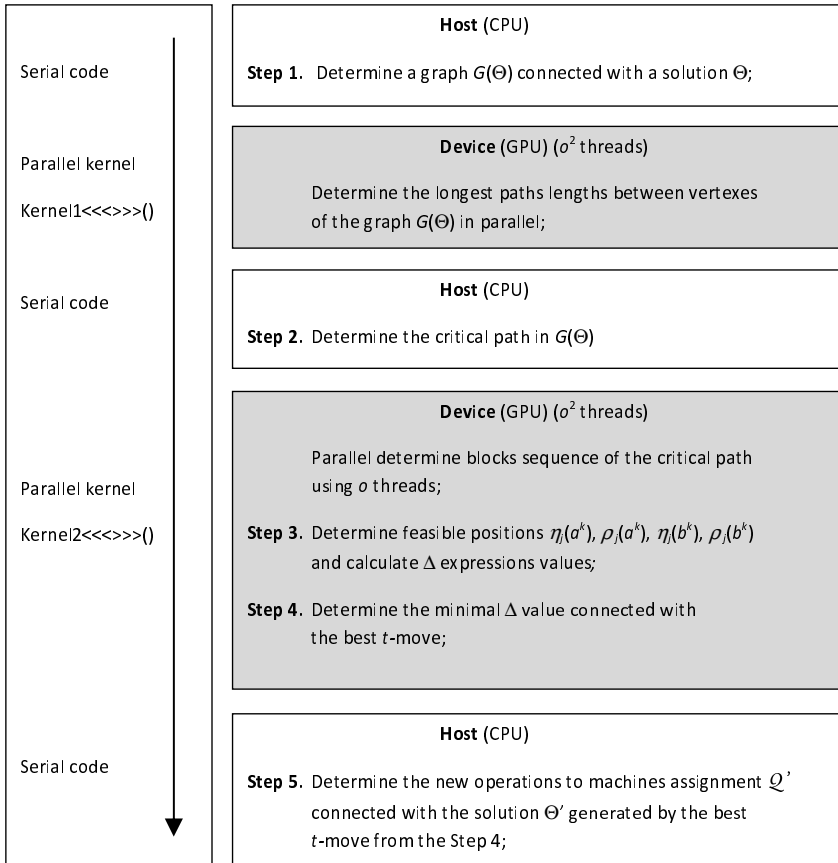 Host (CPU)
Serial code
Step 1. Determine a graph G(Θ) connected with a solution Θ;
Device (GPU) (o² threads)
Parallel kernel
Kernel1<<<>>>()
Determine the longest paths lengths between vertexes
of the graph G(Θ) in parallel;
Host (CPU)
Serial code
Step 2. Determine the critical path in G(Θ)
Device (GPU) (o² threads)
Parallel determine blocks sequence of the critical path
using o threads;
Parallel kernel
Kernel2<<<>>>()
Step 3 Determine feasible positions ηⱼ(aᵏ), ρⱼ(aᵏ), ηⱼ(bᵏ), ρⱼ(bᵏ)
and calculate Δ expressions values;
Step 4. Determine the minimal Δ value connected with
the best t-move;
Host (CPU)
Serial code
Step 5. Determine the new operations to machines assignment Q’
connected with the solution Θ’ generated by the best
t-move from the Step 4;